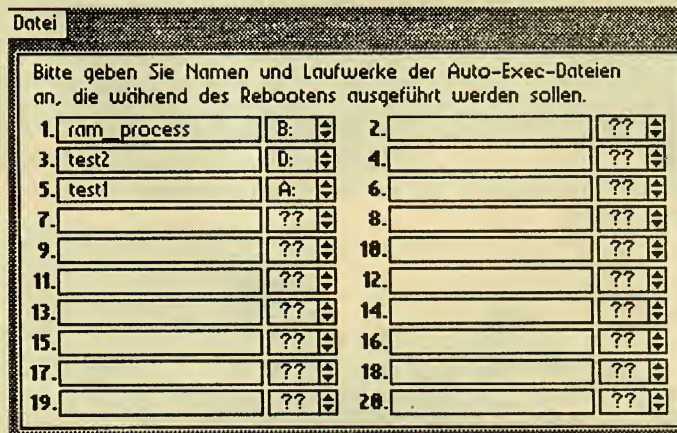 Datei
Bitte geben Sie Namen und Laufwerke der Auto-Exec-Dateien
an, die während des Rebootens ausgeführt werden sollen.
1. ram_process B: 2. ??
3. test2 D: 4. ??
5. test1 A: 6. ??
7. ?? 8. ??
9. ?? 10. ??
11. ?? 12. ??
13. ?? 14. ??
15. ?? 16. ??
17. ?? 18. ??
19. ?? 20. ??